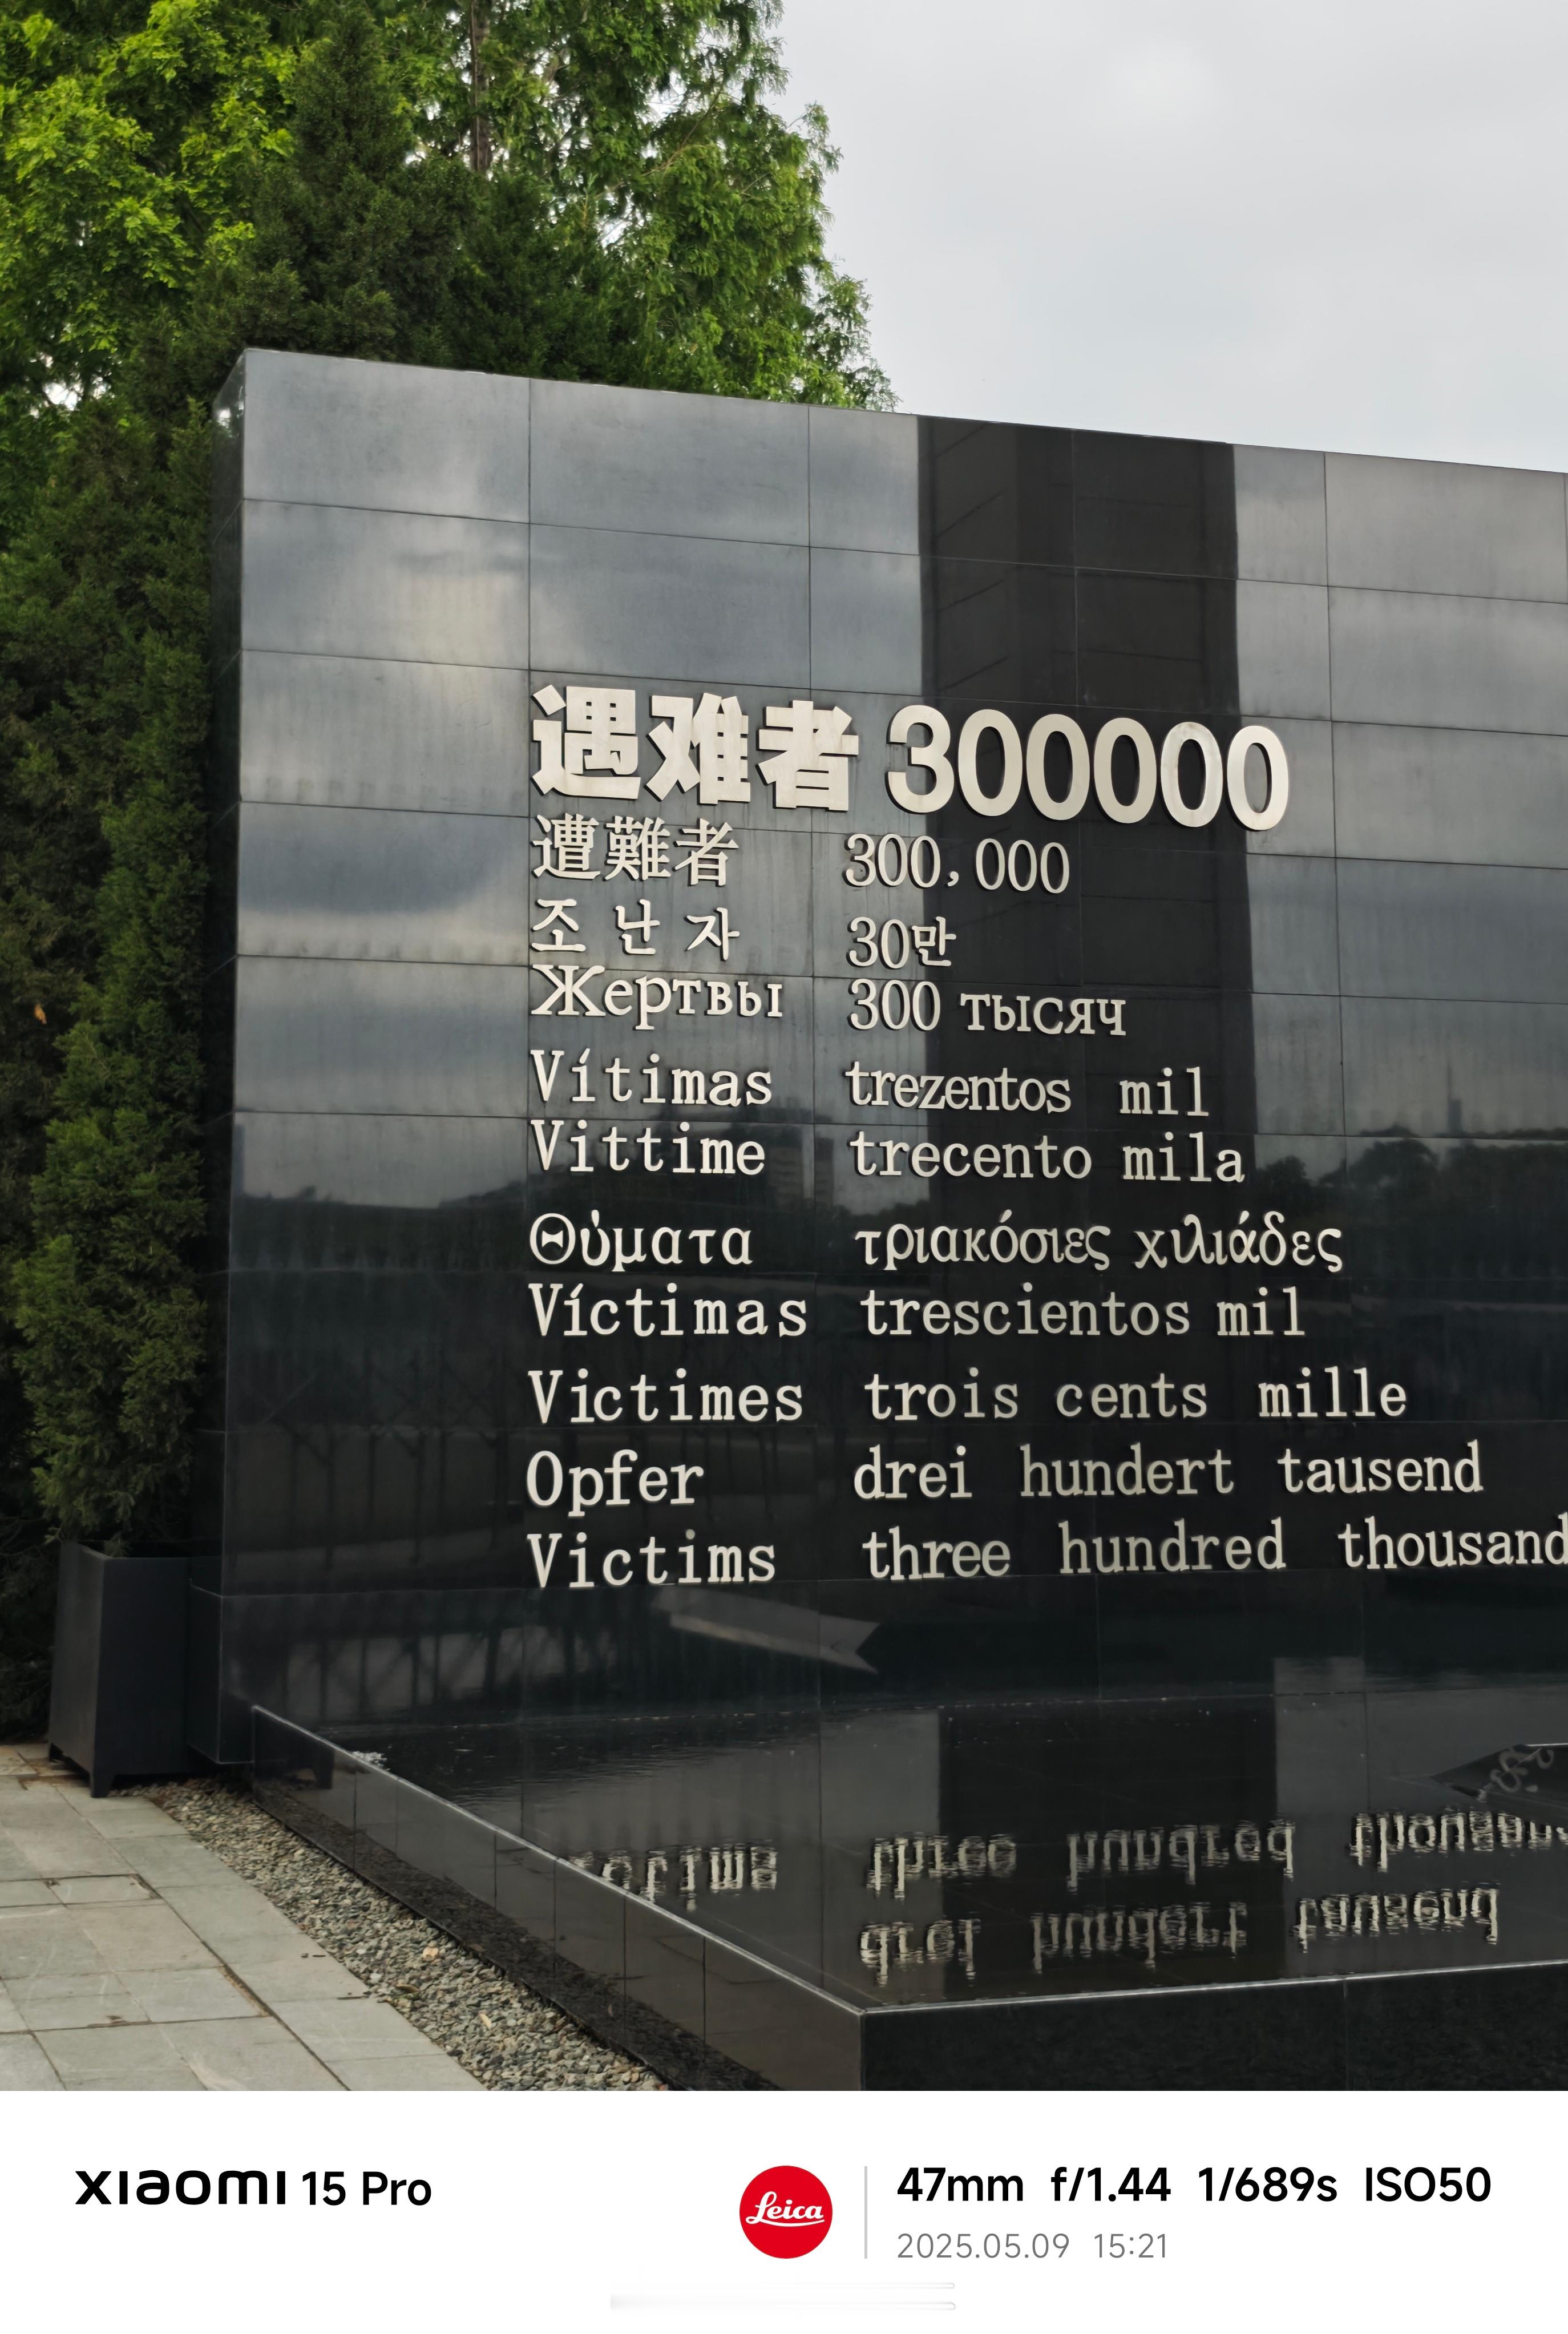 遇难者 300000
遭難者 300,000
조난자 30만
Жертвы 300 тысяч
Vítimas trezentos mil
Vittime trecento mila
Θύματα τριακόσιες χιλιάδες
Víctimas trescientos mil
Victimes trois cents mille
Opfer drei hundert tausend
Victims three hundred thousand
xiaomi 15 Pro
Leica
47mm f/1.44 1/689s ISO50
2025.05.09 15:21